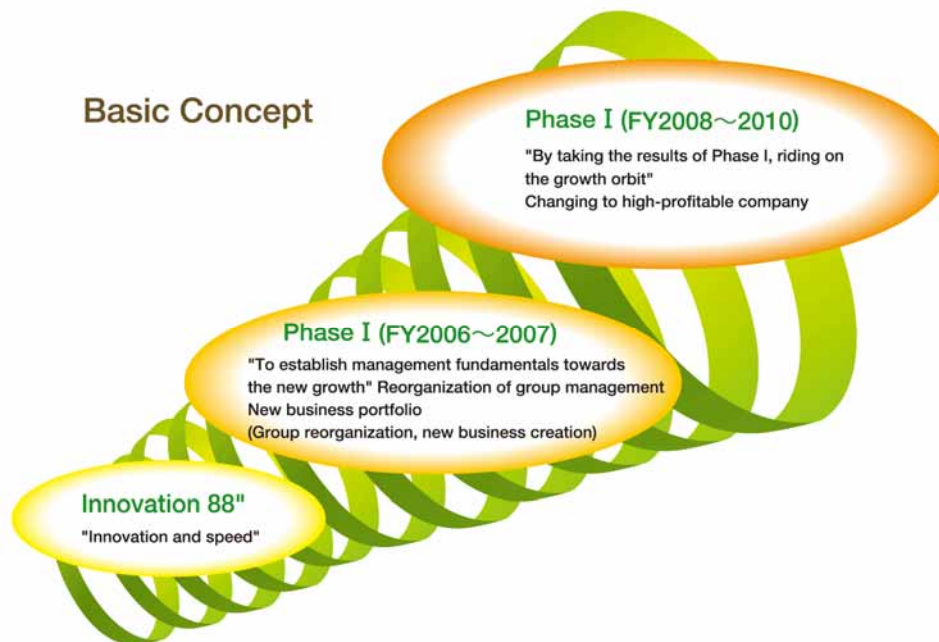 Basic Concept
Phase I (FY2008～2010)
"By taking the results of Phase I, riding on
the growth orbit"
Changing to high-profitable company
Phase I (FY2006～2007)
"To establish management fundamentals towards
the new growth" Reorganization of group management
New business portfolio
(Group reorganization, new business creation)
Innovation 88"
"Innovation and speed"